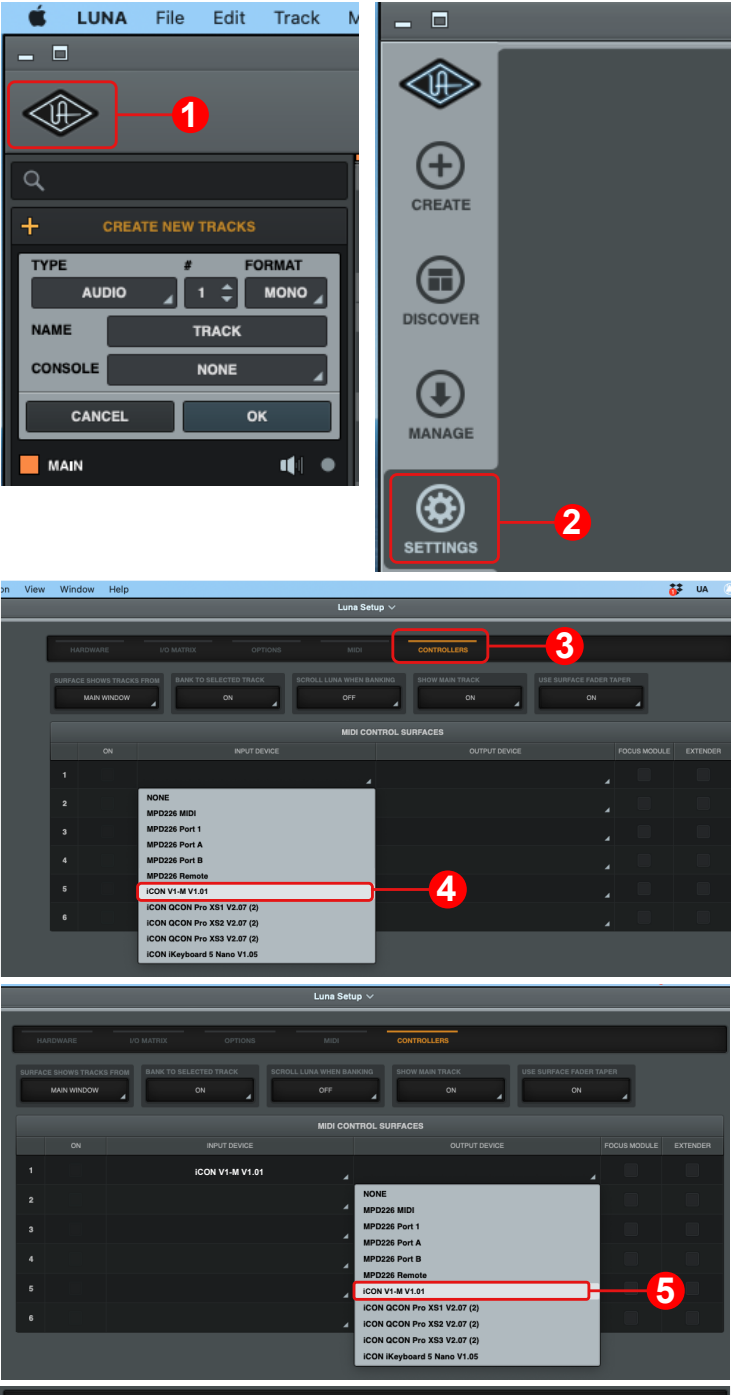 LUNA File Edit Track
1
CREATE NEW TRACKS
TYPE # FORMAT
AUDIO 1 MONO
NAME TRACK
CONSOLE NONE
CANCEL OK
MAIN
CREATE
DISCOVER
MANAGE
SETTINGS
2
on View Window Help UA
Luna Setup
HARDWARE I/O MATRIX OPTIONS MIDI CONTROLLERS
3
SURFACE SHOWS TRACKS FROM BANK TO SELECTED TRACK SCROLL LUNA WHEN BANKING SHOW MAIN TRACK USE SURFACE FADER TAPER
MAIN WINDOW ON OFF ON ON
MIDI CONTROL SURFACES
ON INPUT DEVICE OUTPUT DEVICE FOCUS MODULE EXTENDER
1
2
3
4
5
6
NONE
MPD226 MIDI
MPD226 Port 1
MPD226 Port A
MPD226 Port B
MPD226 Remote
iCON V1-M V1.01
4
iCON QCON Pro XS1 V2.07 (2)
iCON QCON Pro XS2 V2.07 (2)
iCON QCON Pro XS3 V2.07 (2)
iCON iKeyboard 5 Nano V1.05
Luna Setup
HARDWARE I/O MATRIX OPTIONS MIDI CONTROLLERS
SURFACE SHOWS TRACKS FROM BANK TO SELECTED TRACK SCROLL LUNA WHEN BANKING SHOW MAIN TRACK USE SURFACE FADER TAPER
MAIN WINDOW ON OFF ON ON
MIDI CONTROL SURFACES
ON INPUT DEVICE OUTPUT DEVICE FOCUS MODULE EXTENDER
1 iCON V1-M V1.01
2
3
4
5
6
NONE
MPD226 MIDI
MPD226 Port 1
MPD226 Port A
MPD226 Port B
MPD226 Remote
iCON V1-M V1.01
5
iCON QCON Pro XS1 V2.07 (2)
iCON QCON Pro XS2 V2.07 (2)
iCON QCON Pro XS3 V2.07 (2)
iCON iKeyboard 5 Nano V1.05